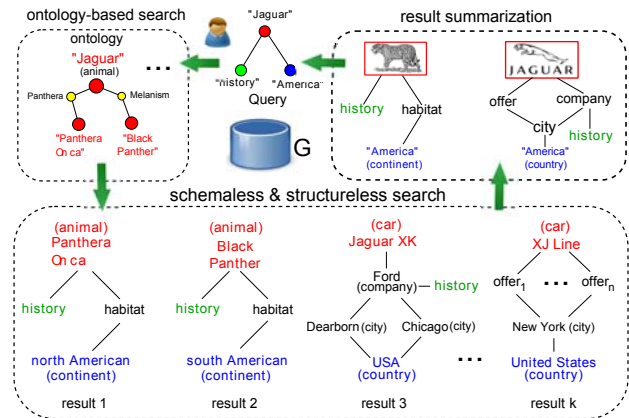 ontology-based search
ontology
"Jaguar"
(animal)
Panthera
Melanism
"Panthera
Onca"
"Black
Panther"
...
"Jaguar"
"history"
"America"
Query
G
result summarization
history
habitat
"America"
(continent)
JAGUAR
offer
company
city
history
"America"
(country)
schemaless & structureless search
(animal)
Panthera
Onca
history
habitat
north American
(continent)
result 1
(animal)
Black
Panther
history
habitat
south American
(continent)
result 2
(car)
Jaguar XK
Ford
(company)
history
Dearborn (city)
Chicago (city)
USA
(country)
result 3
...
(car)
XJ Line
offer1
...
offern
New York (city)
United States
(country)
result k